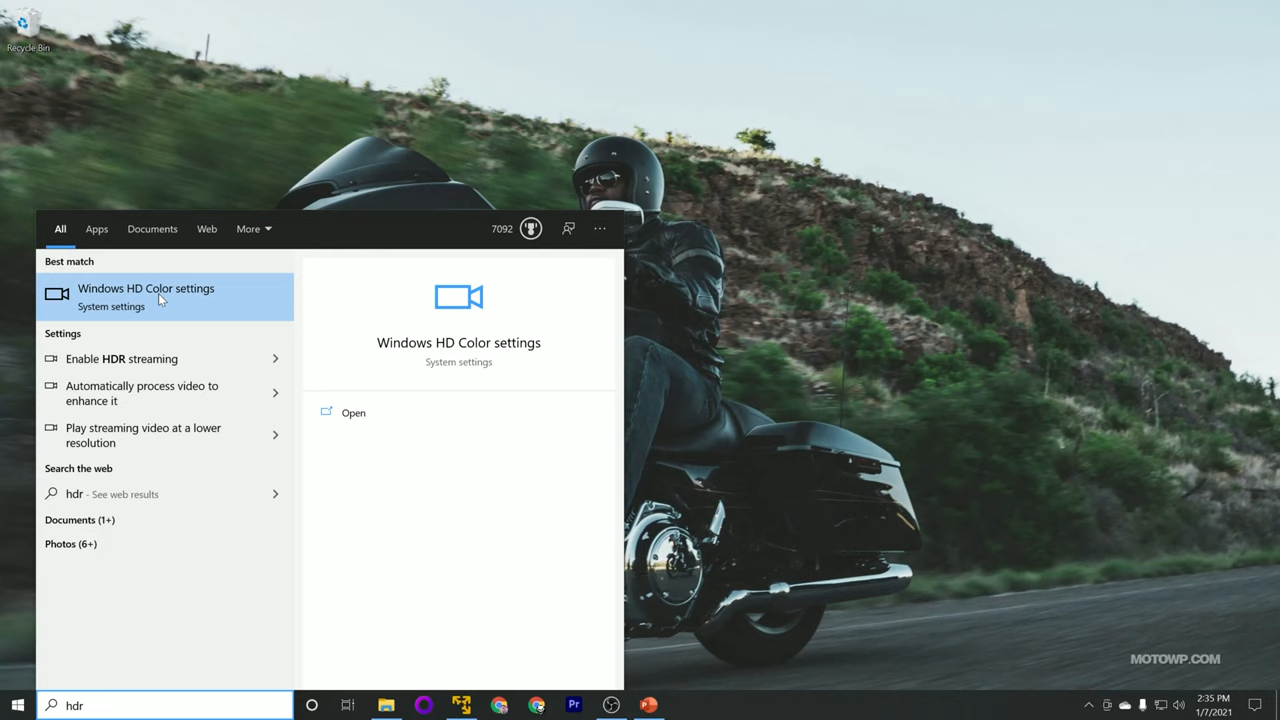 Recycle Bin
All
Apps
Documents
Web
More
7092
Best match
Windows HD Color settings
System settings
Settings
Enable HDR streaming
Automatically process video to
enhance it
Play streaming video at a lower
resolution
Search the web
hdr - See web results
Documents (1+)
Photos (6+)
Windows HD Color settings
System settings
Open
MOTOWP.COM
hdr
Pr
2:35 PM
1/7/2021